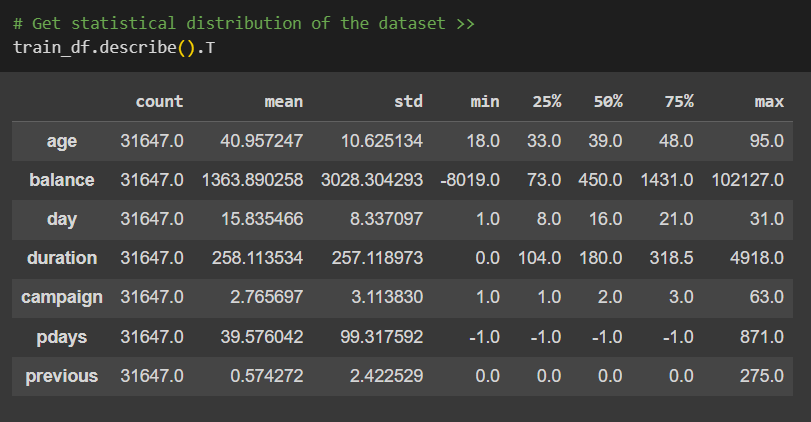 # Get statistical distribution of the dataset >>
train_df.describe().T
count mean std min 25% 50% 75% max
age 31647.0 40.957247 10.625134 18.0 33.0 39.0 48.0 95.0
balance 31647.0 1363.890258 3028.304293 -8019.0 73.0 450.0 1431.0 102127.0
day 31647.0 15.835466 8.337097 1.0 8.0 16.0 21.0 31.0
duration 31647.0 258.113534 257.118973 0.0 104.0 180.0 318.5 4918.0
campaign 31647.0 2.765697 3.113830 1.0 1.0 2.0 3.0 63.0
pdays 31647.0 39.576042 99.317592 -1.0 -1.0 -1.0 -1.0 871.0
previous 31647.0 0.574272 2.422529 0.0 0.0 0.0 0.0 275.0